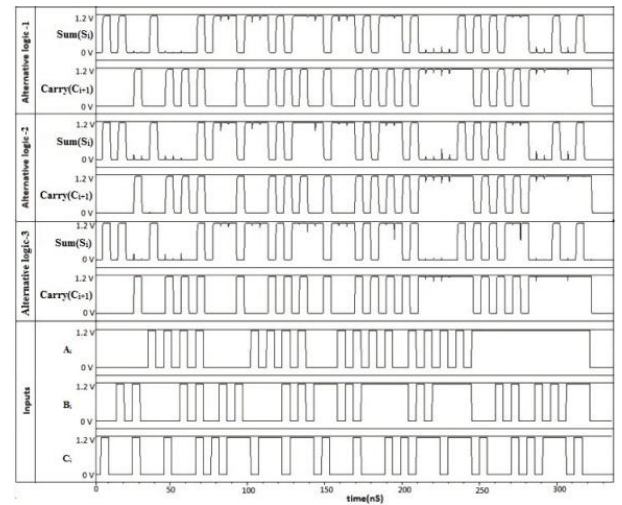 Alternative logic -1
1.2 V
Sum(Si)
0 V
1.2 V
Carry(Ci+1)
0 V
Alternative logic -2
1.2V
Sum(Si)
0 V
1.2 V
Carry(Ci+1)
0 V
Alternative logic-3
1.2 V
Sum(Si)
0 V
1.2 V
Carry(Ci+1)
0 V
Inputs
1.2 V
Ai
0 V
1.2 V
Bi
0 V
1.2 V
Ci
0 V
0 50 100 150 200 250 300
time(nS)